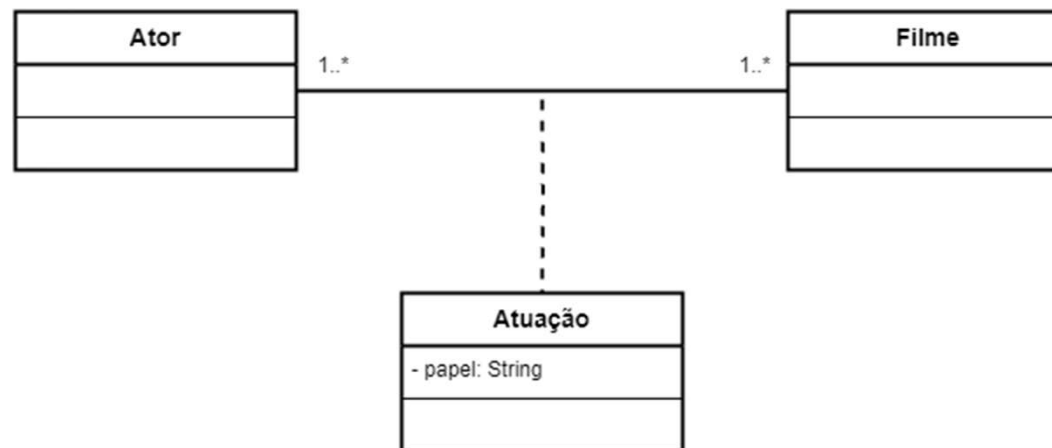 Ator
Filme
1..*
1..*
Atuação
- papel: String